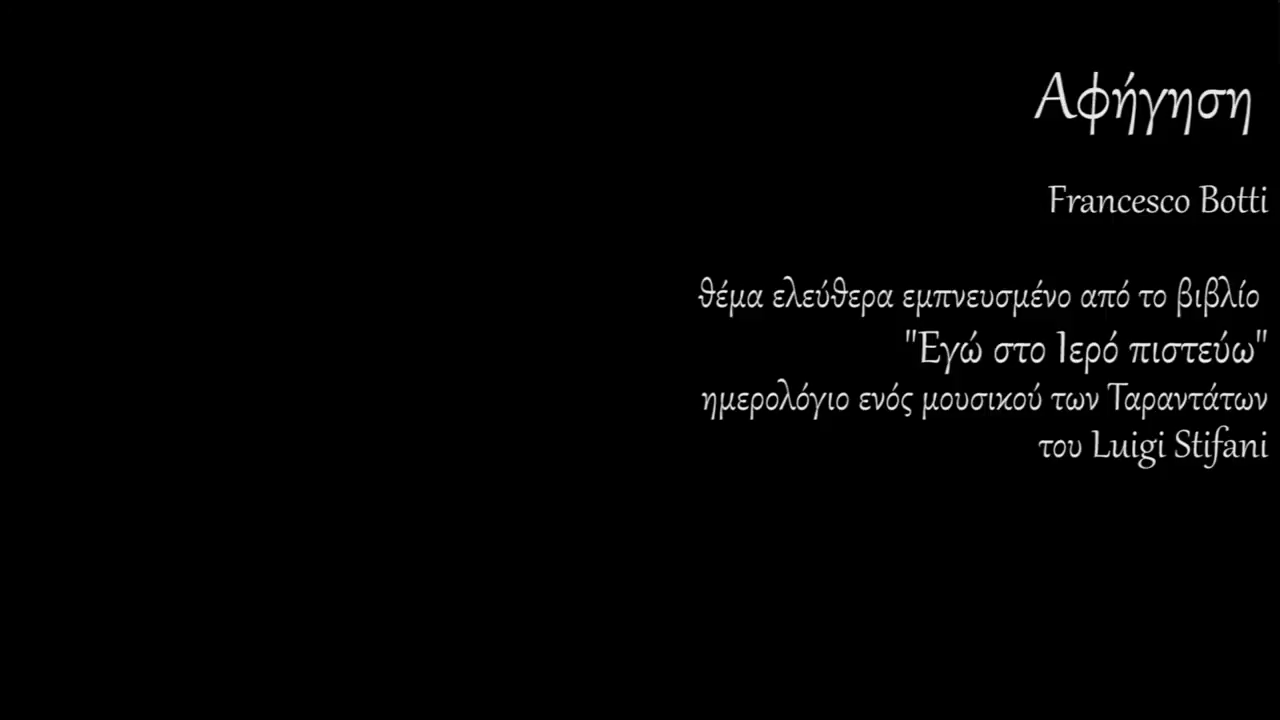 Αφήγηση
Francesco Botti
θέμα ελεύθερα εμπνευσμένο από το βιβλίο
"Εγώ στο Ιερό πιστεύω"
ημερολόγιο ενός μουσικού των Ταραντάτων
του Luigi Stifani